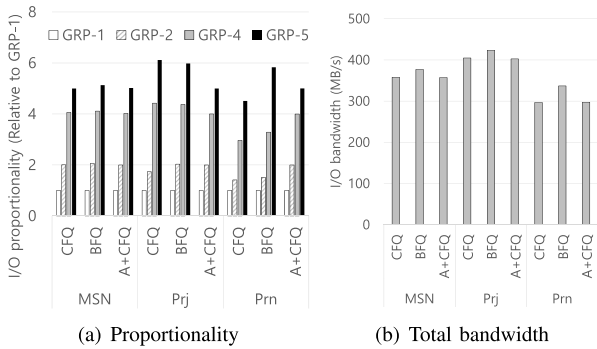 I/O proportionality (Relative to GRP-1)
8
6
4
2
0
GRP-1 GRP-2 GRP-4 GRP-5
CFQ BFQ A+CFQ CFQ BFQ A+CFQ CFQ BFQ A+CFQ
MSN Prj Prn
(a) Proportionality
I/O bandwidth (MB/s)
500
400
300
200
100
0
CFQ BFQ A+CFQ CFQ BFQ A+CFQ CFQ BFQ A+CFQ
MSN Prj Prn
(b) Total bandwidth